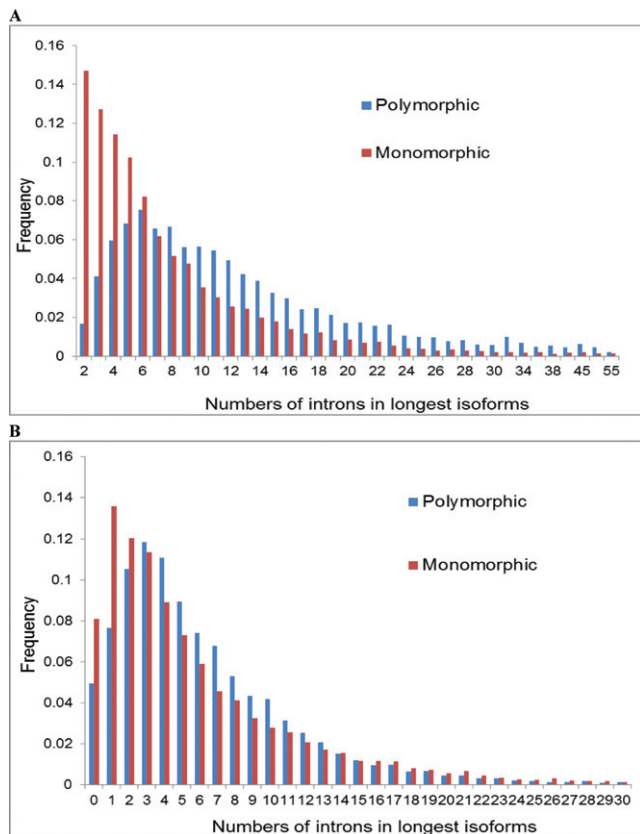 A
0.16
0.14
0.12
0.1
0.08
0.06
0.04
0.02
0
Frequency
Polymorphic
Monomorphic
2 4 6 8 10 12 14 16 18 20 22 24 26 28 30 34 38 45 55
Numbers of introns in longest isoforms
B
0.16
0.14
0.12
0.1
0.08
0.06
0.04
0.02
0
Frequency
Polymorphic
Monomorphic
0 1 2 3 4 5 6 7 8 9 10 11 12 13 14 15 16 17 18 19 20 21 22 23 24 25 26 27 28 29 30
Numbers of introns in longest isoforms